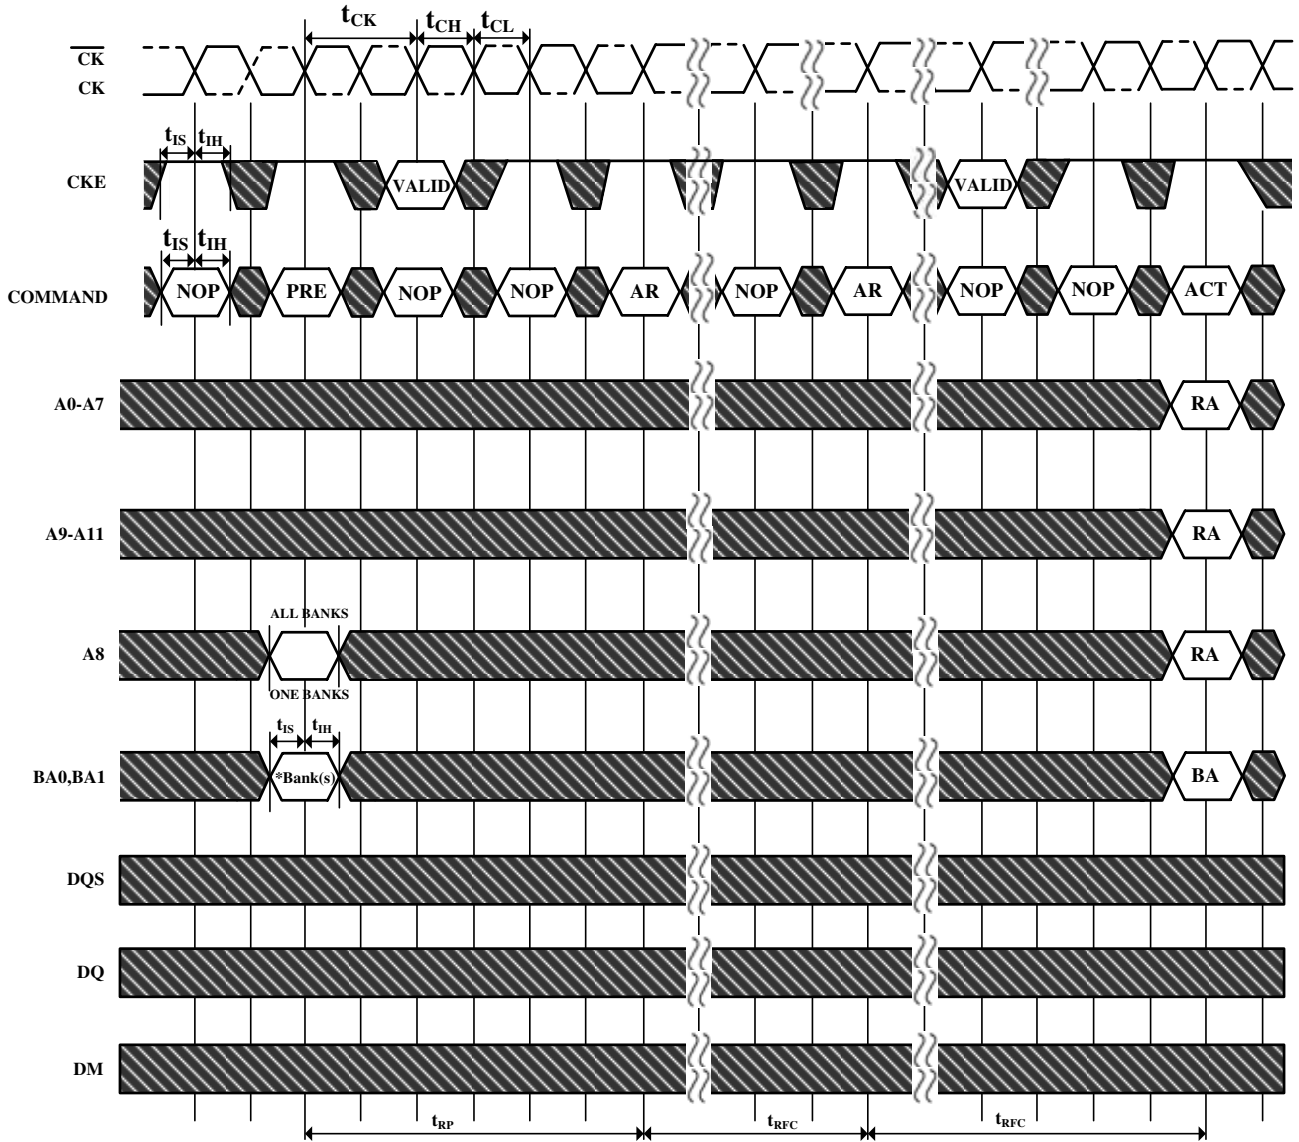 tCK tCH tCL
CK
CK
tIS tIH
CKE VALID VALID
tIS tIH
COMMAND NOP PRE NOP NOP AR NOP AR NOP NOP ACT
A0-A7 RA
A9-A11 RA
ALL BANKS
A8 RA
ONE BANKS
tIS tIH
BA0,BA1 *Bank(s) BA
DQS
DQ
DM
tRP tRFC tRFC